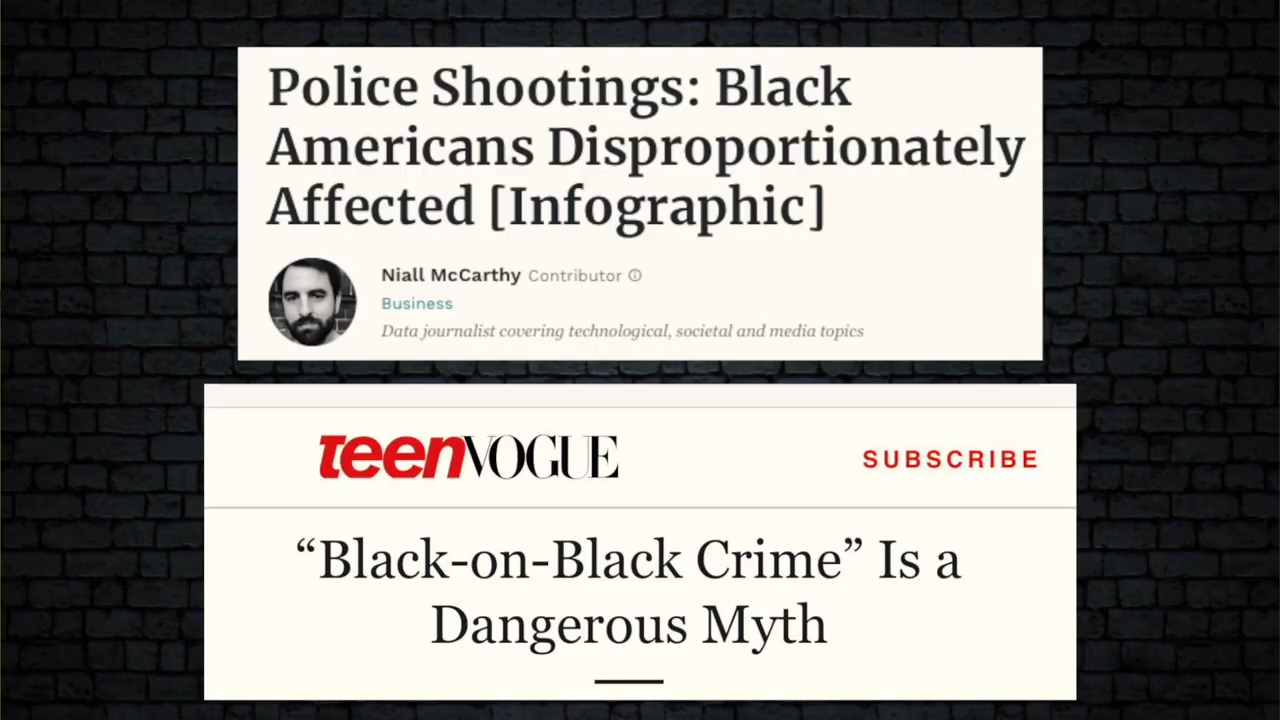 Police Shootings: Black
Americans Disproportionately
Affected [Infographic]
Niall McCarthy Contributor
Business
Data journalist covering technological, societal and media topics
teenVOGUE
SUBSCRIBE
“Black-on-Black Crime” Is a
Dangerous Myth